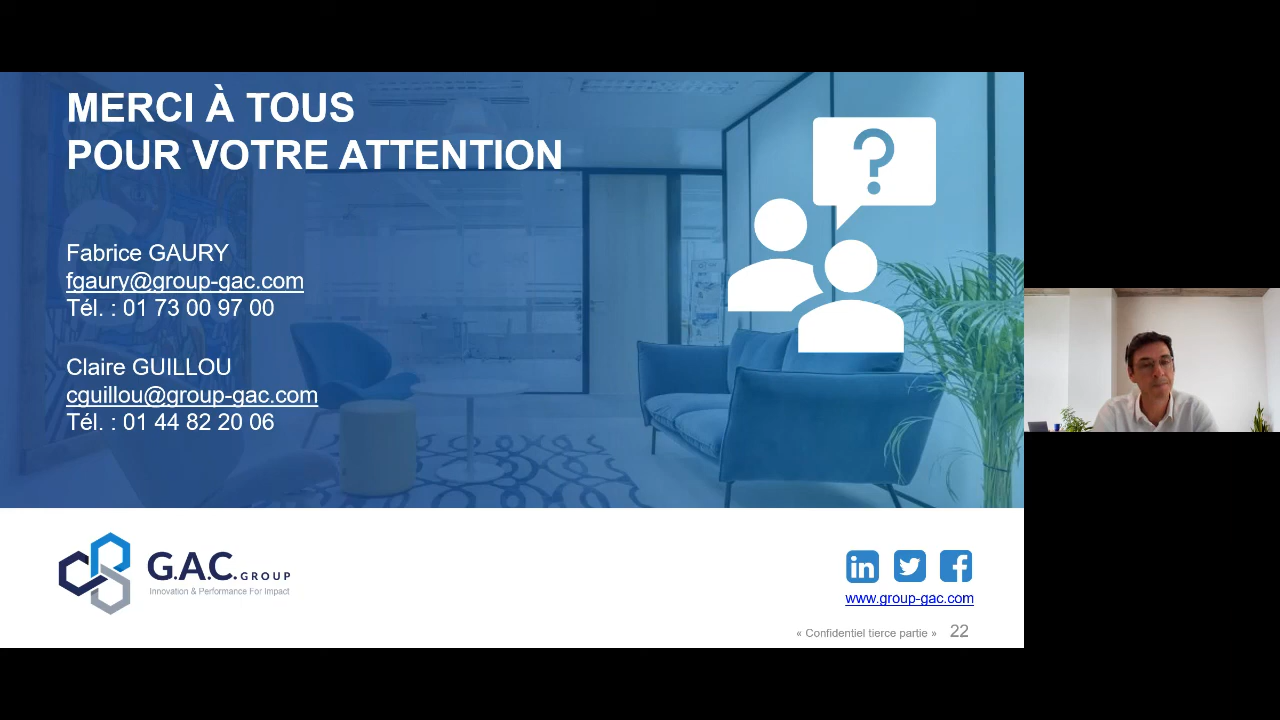 MERCI À TOUS
POUR VOTRE ATTENTION
Fabrice GAURY
fgaury@group-gac.com
Tél. : 01 73 00 97 00
Claire GUILLOU
cguillou@group-gac.com
Tél. : 01 44 82 20 06
?
G.A.C. GROUP
Innovation & Performance For Impact
in
f
www.group-gac.com
« Confidentiel tierce partie » 22